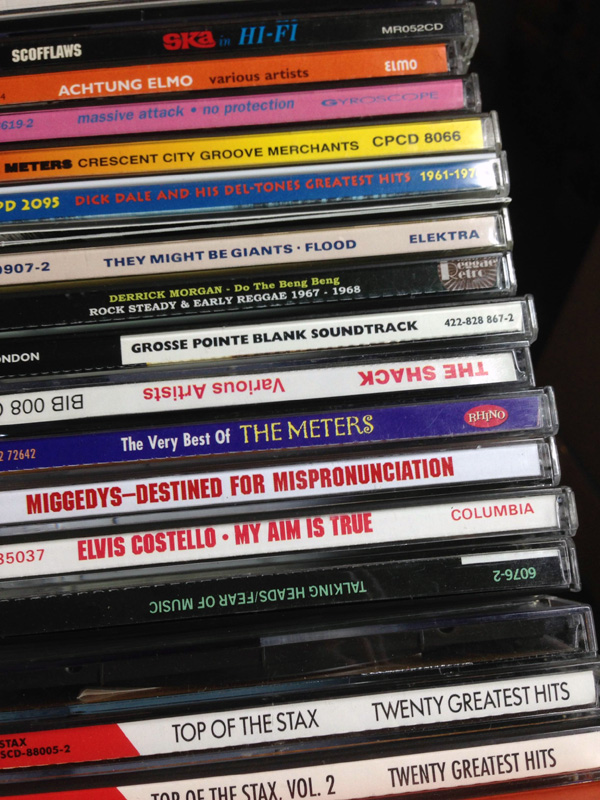 SCOFFLAWS SKa in HI-FI MR052CD
ACHTUNG ELMO various artists ELMO
619-2 massive attack • no protection GYROSCOPE
METERS CRESCENT CITY GROOVE MERCHANTS CPCD 8066
PD 2095 DICK DALE AND HIS DEL-TONES GREATEST HITS 1961-197
0907-2 THEY MIGHT BE GIANTS · FLOOD ELEKTRA
DERRICK MORGAN - Do The Beng Beng
ROCK STEADY & EARLY REGGAE 1967 - 1968
Reggae Retro
ONDON GROSSE POINTE BLANK SOUNDTRACK 422-828 867-2
THE SHACK Various Artists BIB 008
2 72642 The Very Best Of THE METERS RHINO
MIGGEDYS—DESTINED FOR MISPRONUNCIATION
35037 ELVIS COSTELLO • MY AIM IS TRUE COLUMBIA
6076-2 TALKING HEADS/FEAR OF MUSIC
STAX
SCD-88005-2 TOP OF THE STAX TWENTY GREATEST HITS
TOP OF THE STAX, VOL. 2 TWENTY GREATEST HITS